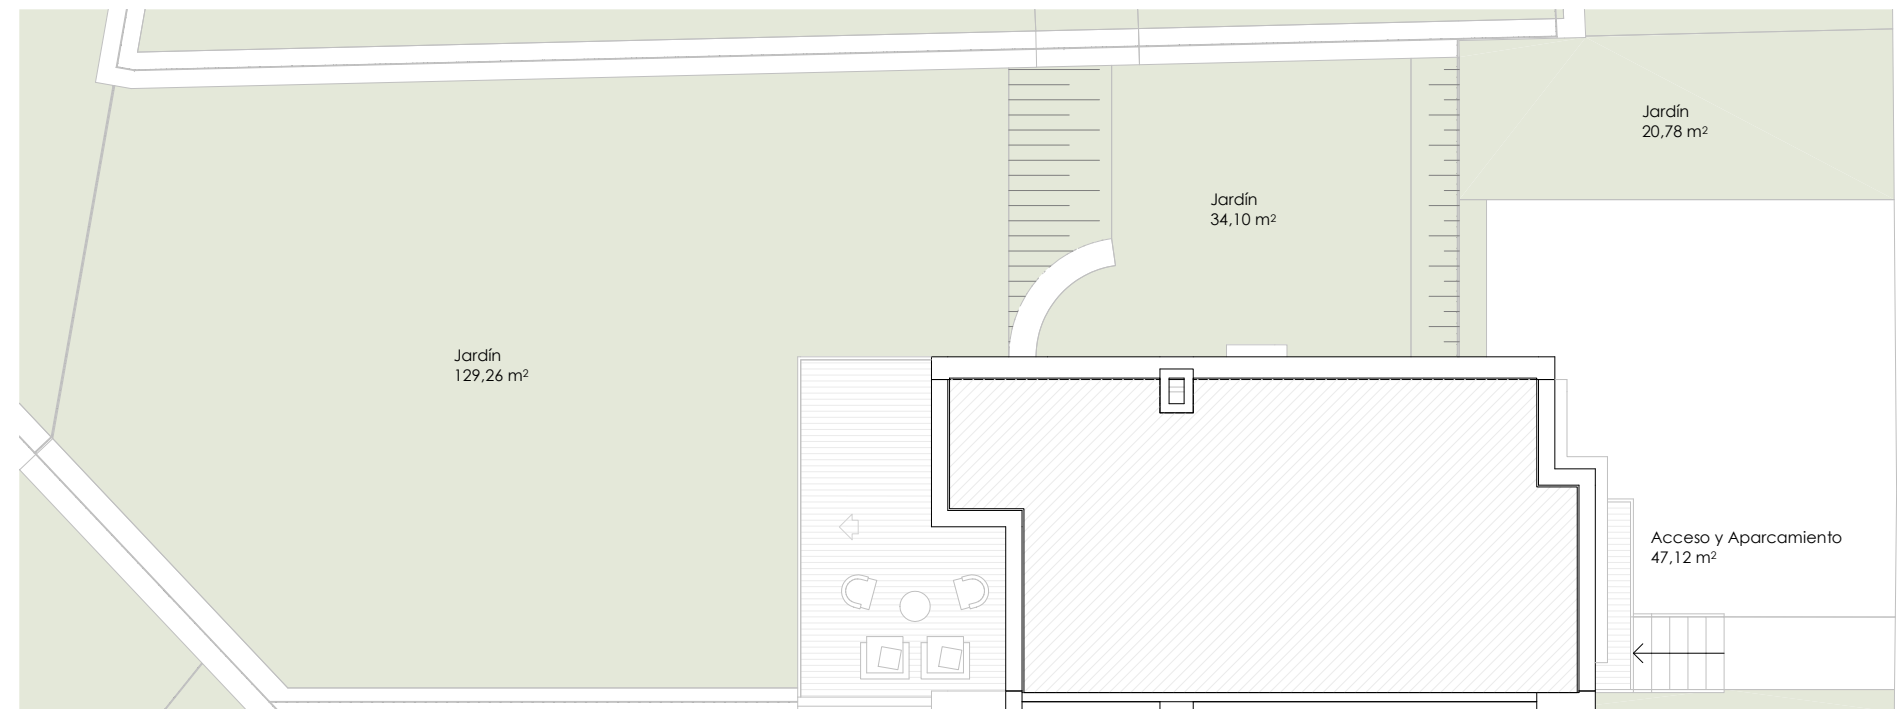 Jardín
20,78 m²
Jardín
34,10 m²
Jardín
129,26 m²
Acceso y Aparcamiento
47,12 m²